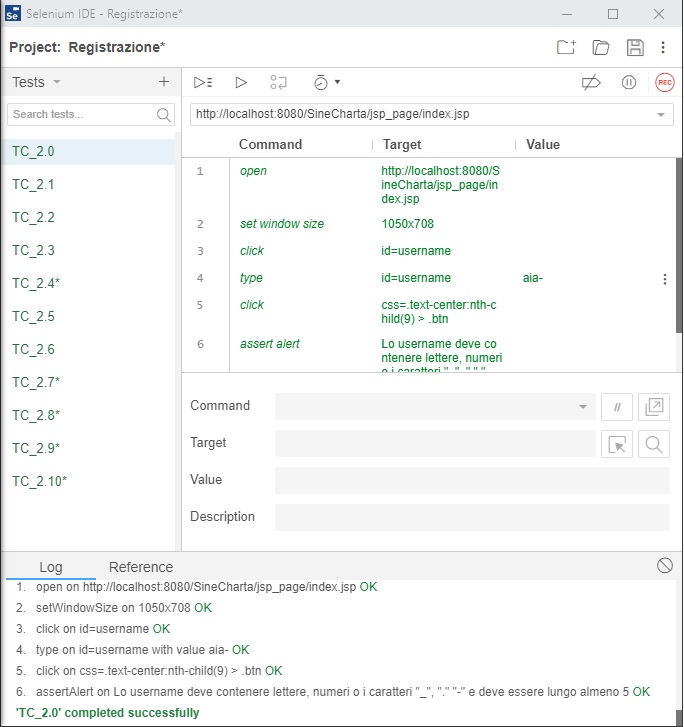 Selenium IDE - Registrazione*
Project: Registrazione*
Tests
REC
Search tests...
http://localhost:8080/SineCharta/jsp_page/index.jsp
Command Target Value
TC_2.0
TC_2.1
TC_2.2
TC_2.3
TC_2.4*
TC_2.5
TC_2.6
TC_2.7*
TC_2.8*
TC_2.9*
TC_2.10*
1 open http://localhost:8080/S
ineCharta/jsp_page/in
dex.jsp
2 set window size 1050x708
3 click id=username
4 type id=username aia-
5 click css=.text-center:nth-c
hild(9) > .btn
6 assert alert Lo username deve co
ntenere lettere, numeri
o i caratteri "_", "." "-"
Command
//
Target
Value
Description
Log Reference
1. open on http://localhost:8080/SineCharta/jsp_page/index.jsp OK
2. setWindowSize on 1050x708 OK
3. click on id=username OK
4. type on id=username with value aia- OK
5. click on css=.text-center:nth-child(9) > .btn OK
6. assertAlert on Lo username deve contenere lettere, numeri o i caratteri "_", "." "-" e deve essere lungo almeno 5 OK
'TC_2.0' completed successfully